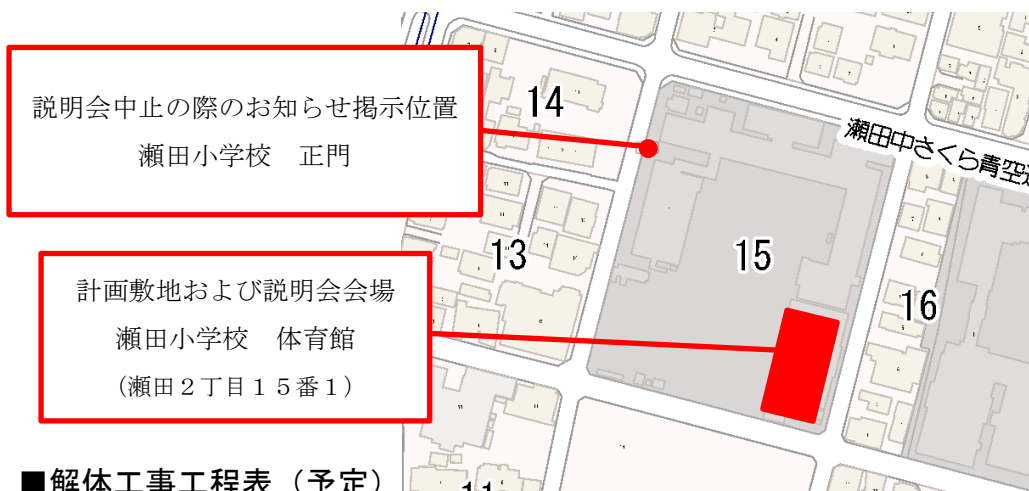 説明会中止の際のお知らせ掲示位置
瀬田小学校　正門
計画敷地および説明会会場
瀬田小学校　体育館
（瀬田２丁目１５番１）
14
瀬田中さくら青空
13
15
16
11
■解体工事工程表（予定）